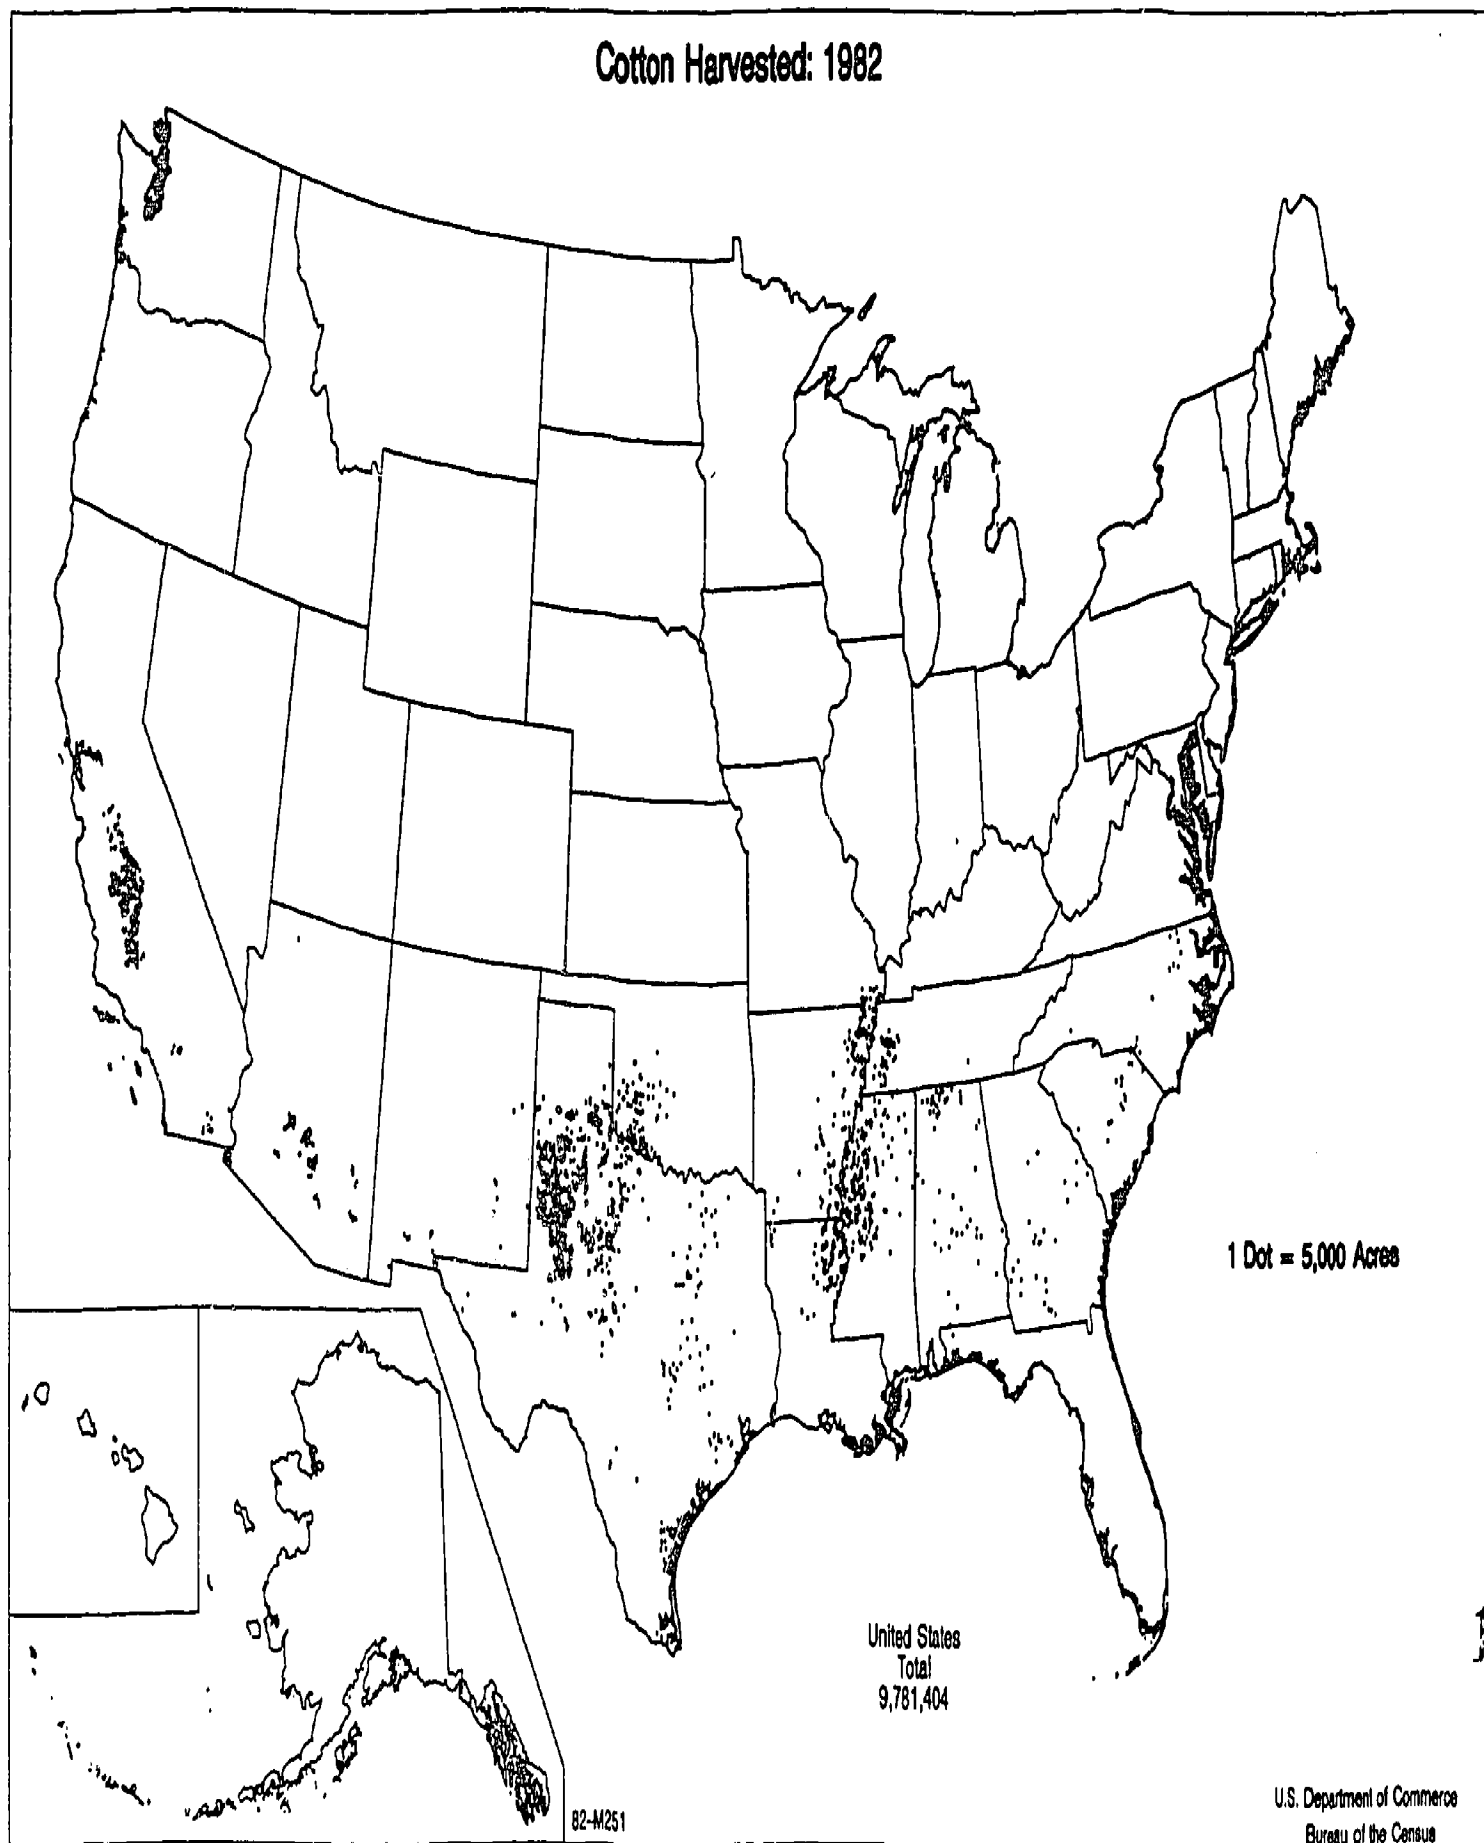 Cotton Harvested: 1982
1 Dot = 5,000 Acres
United States
Total
9,781,404
82-M251
U.S. Department of Commerce
Bureau of the Census